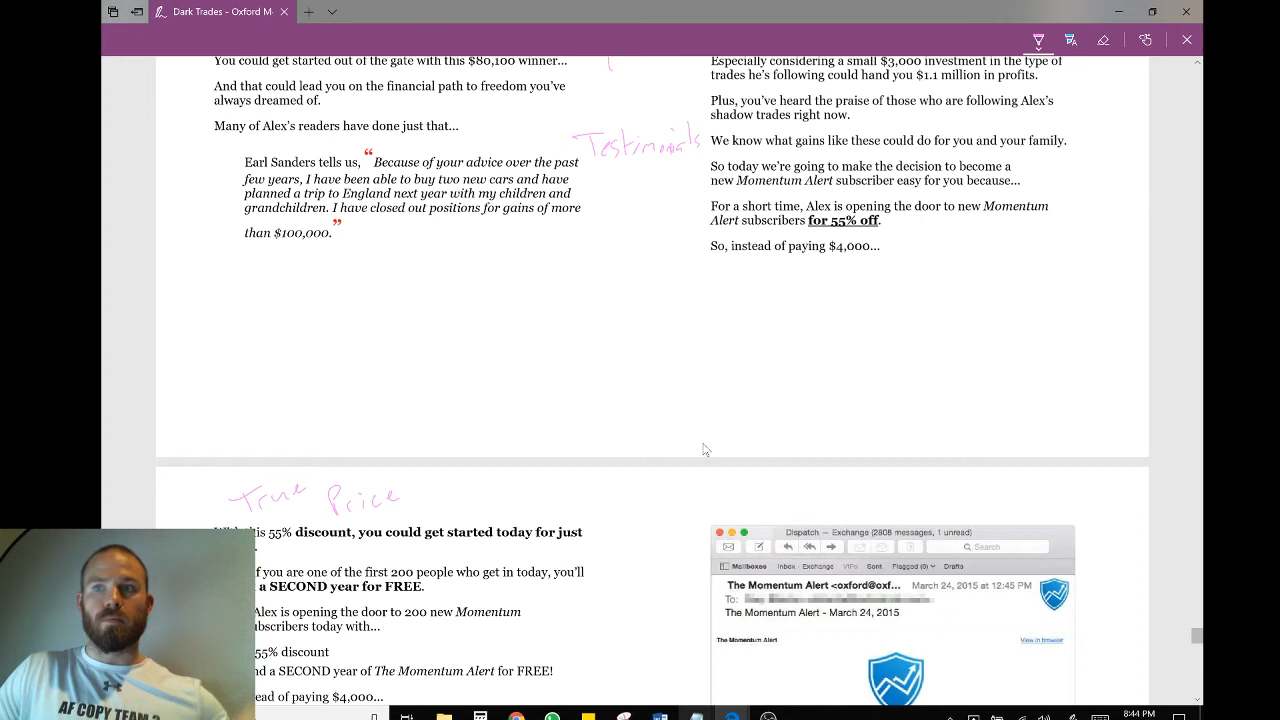 Dark Trades - Oxford M
You could get started out of the gate with this $80,100 winner…
And that could lead you on the financial path to freedom you’ve
always dreamed of.
Many of Alex’s readers have done just that…
Testimonials
Earl Sanders tells us, “Because of your advice over the past
few years, I have been able to buy two new cars and have
planned a trip to England next year with my children and
grandchildren. I have closed out positions for gains of more
than $100,000.”
Especially considering a small $3,000 investment in the type of
trades he’s following could hand you $1.1 million in profits.
Plus, you’ve heard the praise of those who are following Alex’s
shadow trades right now.
We know what gains like these could do for you and your family.
So today we’re going to make the decision to become a
new Momentum Alert subscriber easy for you because…
For a short time, Alex is opening the door to new Momentum
Alert subscribers for 55% off.
So, instead of paying $4,000…
True Price
55% discount, you could get started today for just
if you are one of the first 200 people who get in today, you’ll
a SECOND year for FREE.
Alex is opening the door to 200 new Momentum
subscribers today with…
55% discount
a SECOND year of The Momentum Alert for FREE!
of paying $4,000…
Dispatch — Exchange (2808 messages, 1 unread)
Search
Mailboxes Inbox - Exchange VIPs Sent Flagged (0) Drafts
The Momentum Alert <oxford@oxf... March 24, 2015 at 12:45 PM
To:
The Momentum Alert - March 24, 2015
The Momentum Alert View in browser
AF COPY TEAM
8:44 PM